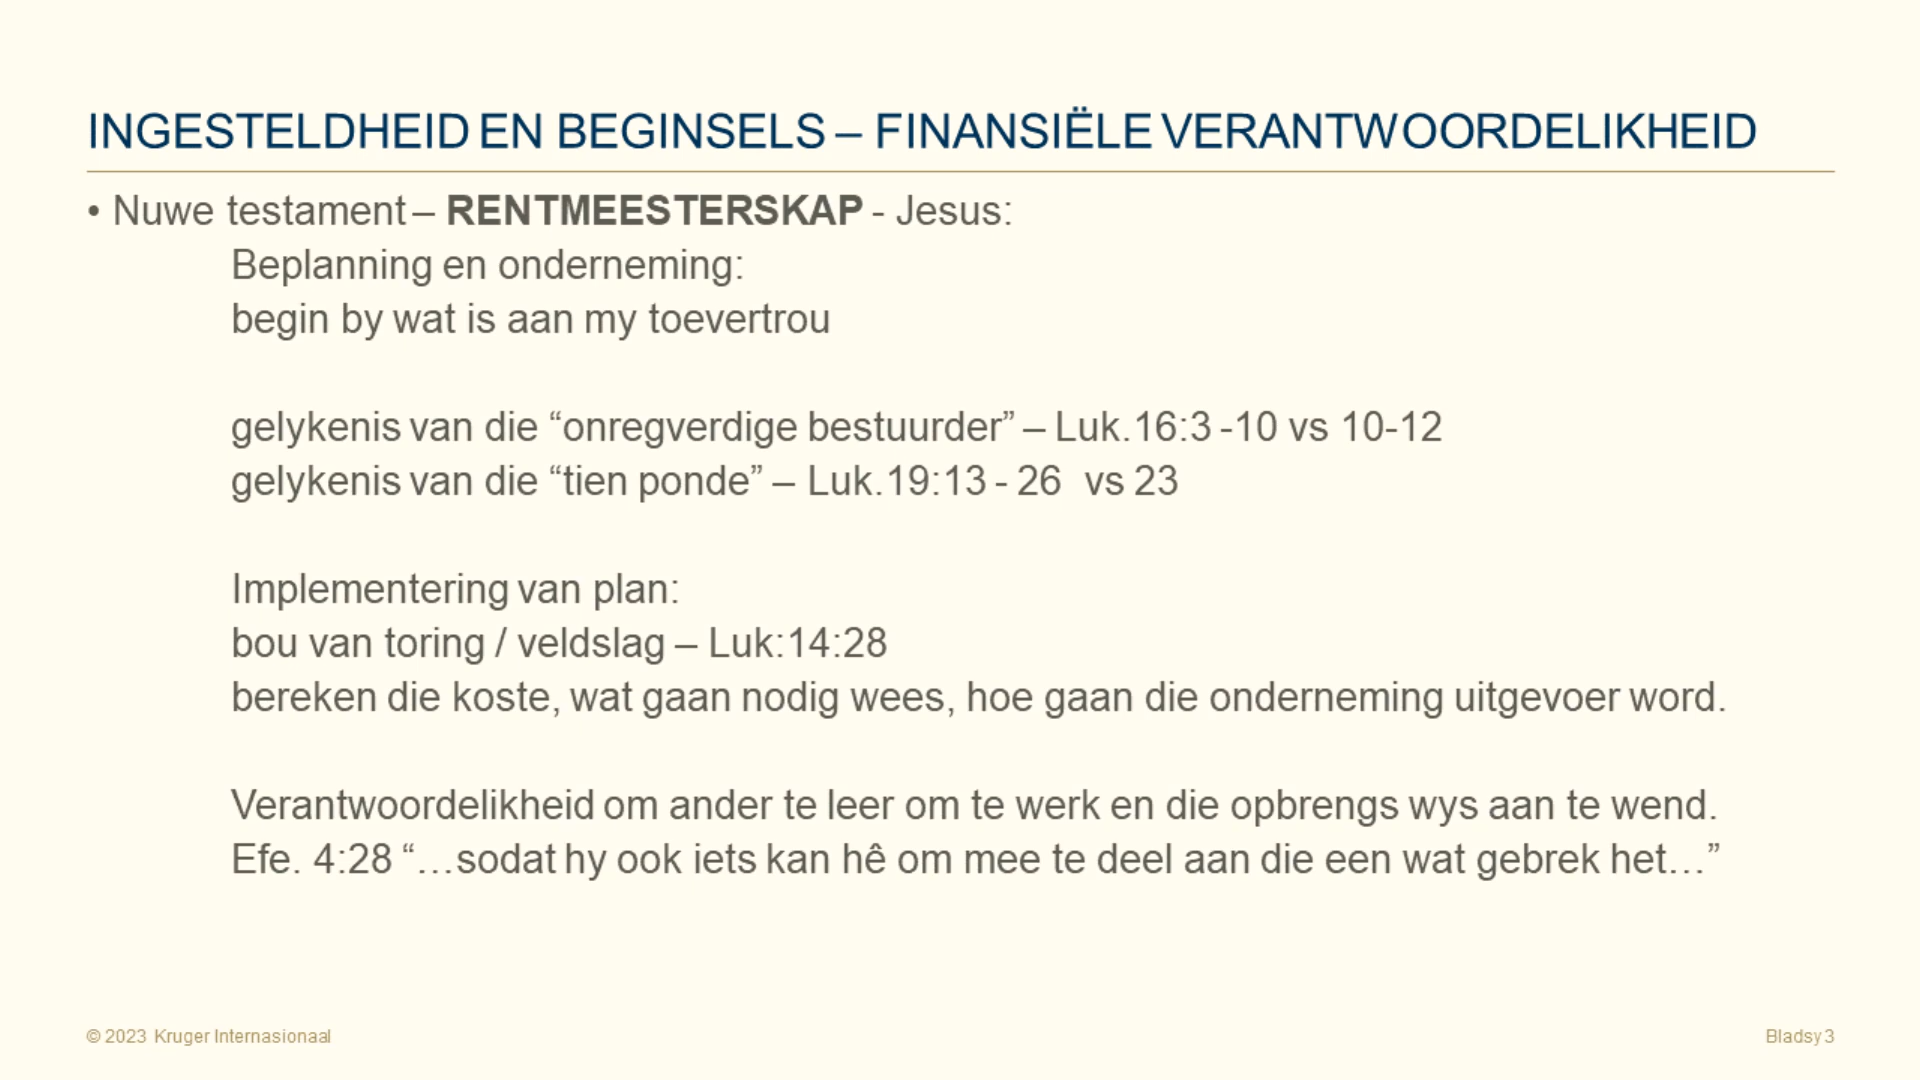 INGESTELDHEID EN BEGINSELS – FINANSIËLE VERANTWOORDELIKHEID
• Nuwe testament – RENTMEESTERSKAP - Jesus:
Beplanning en onderneming:
begin by wat is aan my toevertrou
gelykenis van die “onregverdige bestuurder” – Luk.16:3 -10 vs 10-12
gelykenis van die “tien ponde” – Luk.19:13 - 26 vs 23
Implementering van plan:
bou van toring / veldslag – Luk:14:28
bereken die koste, wat gaan nodig wees, hoe gaan die onderneming uitgevoer word.
Verantwoordelikheid om ander te leer om te werk en die opbrengs wys aan te wend.
Efe. 4:28 “…sodat hy ook iets kan hê om mee te deel aan die een wat gebrek het…”
© 2023 Kruger Internasionaal
Bladsy 3